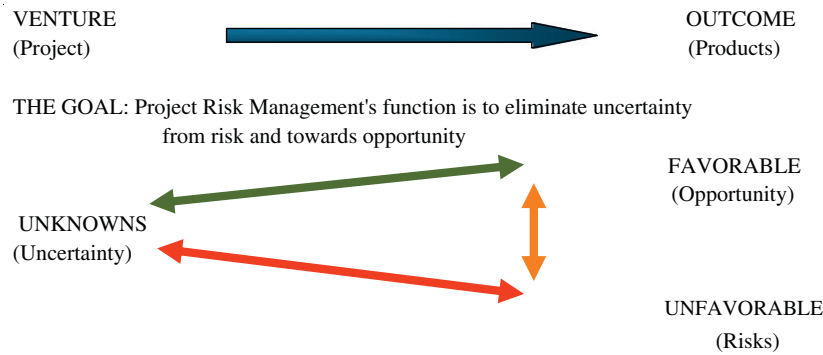 VENTURE
(Project)
OUTCOME
(Products)
THE GOAL: Project Risk Management's function is to eliminate uncertainty
from risk and towards opportunity
FAVORABLE
(Opportunity)
UNKNOWNS
(Uncertainty)
UNFAVORABLE
(Risks)